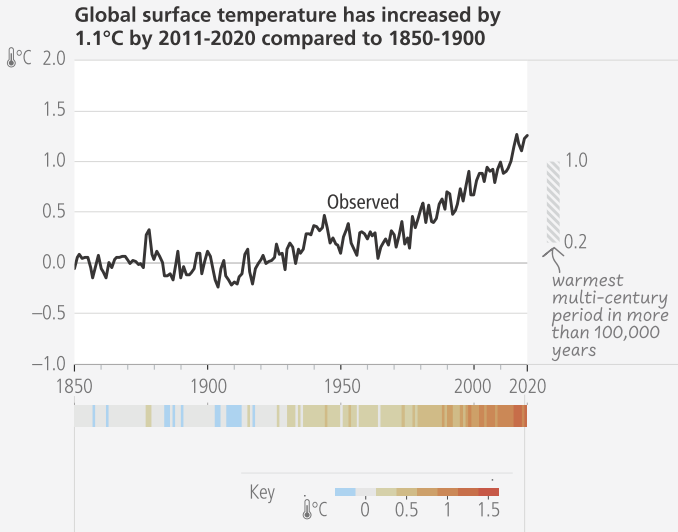 Global surface temperature has increased by
1.1°C by 2011-2020 compared to 1850-1900
°C 2.0
1.5
1.0
0.5
0.0
−0.5
−1.0
Observed
1.0
0.2
warmest
multi-century
period in more
than 100,000
years
1850 1900 1950 2000 2020
Key
°C 0 0.5 1 1.5